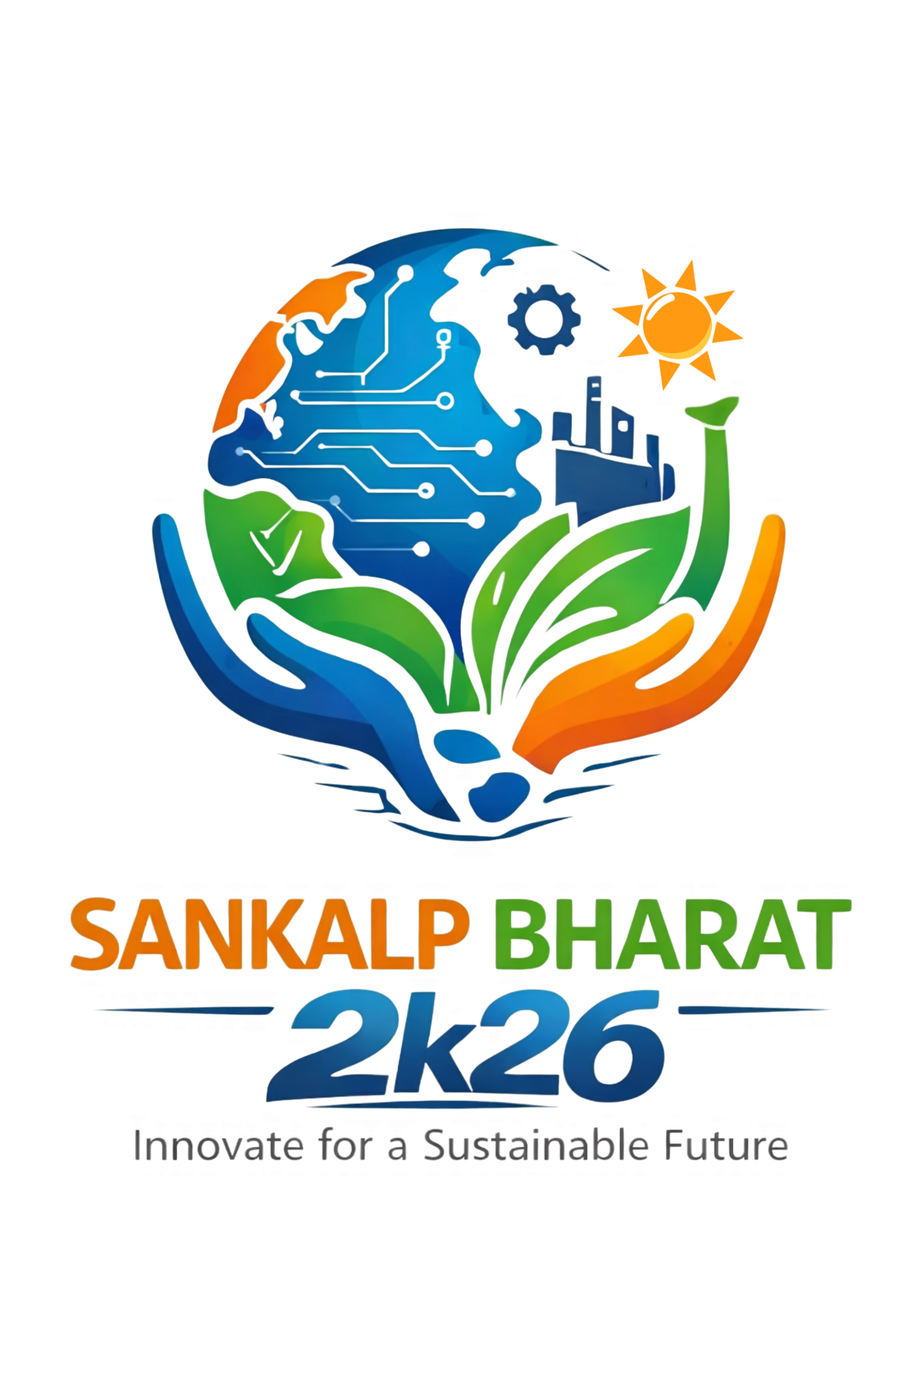 SANKALP BHARAT
2k26
Innovate for a Sustainable Future